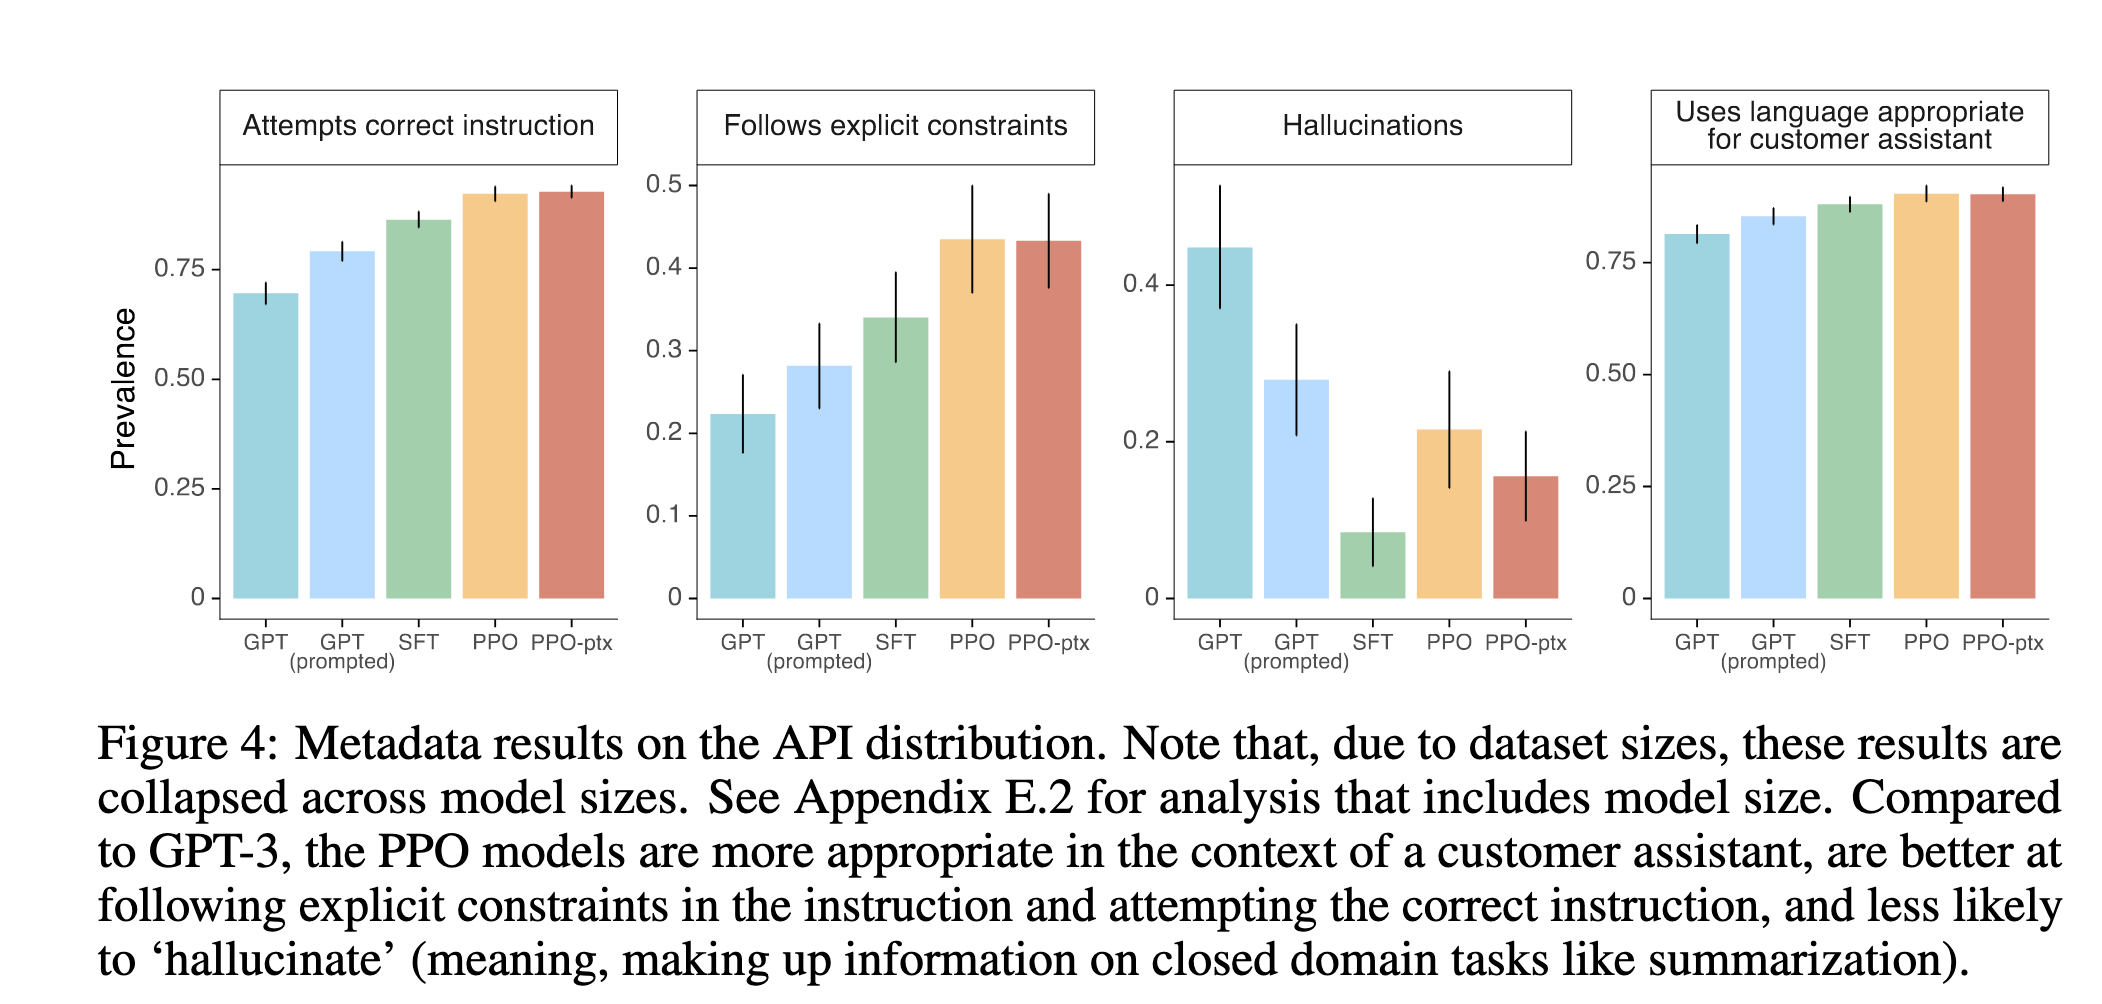 Attempts correct instruction
Follows explicit constraints
Hallucinations
Uses language appropriate
for customer assistant
Prevalence
0.75
0.50
0.25
0
GPT
GPT
(prompted)
SFT
PPO
PPO-ptx
0.5
0.4
0.3
0.2
0.1
0
GPT
GPT
(prompted)
SFT
PPO
PPO-ptx
0.4
0.2
0
GPT
GPT
(prompted)
SFT
PPO
PPO-ptx
0.75
0.50
0.25
0
GPT
GPT
(prompted)
SFT
PPO
PPO-ptx
Figure 4: Metadata results on the API distribution. Note that, due to dataset sizes, these results are
collapsed across model sizes. See Appendix E.2 for analysis that includes model size. Compared
to GPT-3, the PPO models are more appropriate in the context of a customer assistant, are better at
following explicit constraints in the instruction and attempting the correct instruction, and less likely
to ‘hallucinate’ (meaning, making up information on closed domain tasks like summarization).